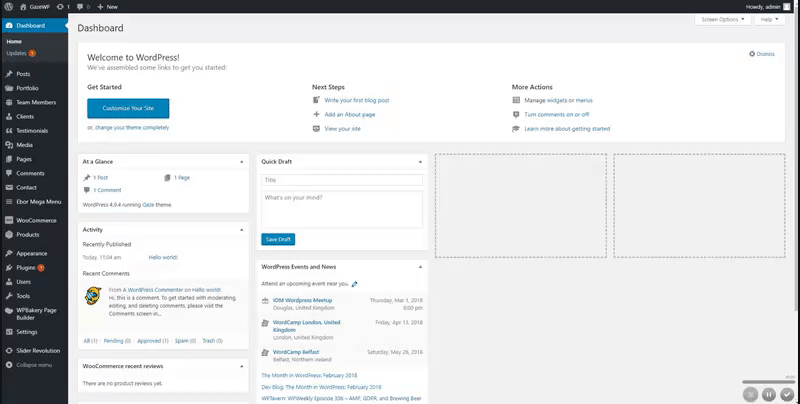 GazeWP 1 0 New
Howdy, admin
Dashboard
Home
Updates 1
Posts
Portfolio
Team Members
Clients
Testimonials
Media
Pages
Comments
Contact
Ebor Mega Menu
WooCommerce
Products
Appearance
Plugins 1
Users
Tools
WPBakery Page
Builder
Settings
Slider Revolution
Collapse menu
Screen Options
Help
Dashboard
Welcome to WordPress!
We've assembled some links to get you started:
Dismiss
Get Started
Customize Your Site
or, change your theme completely
Next Steps
Write your first blog post
Add an About page
View your site
More Actions
Manage widgets or menus
Turn comments on or off
Learn more about getting started
At a Glance
1 Post
1 Page
1 Comment
WordPress 4.9.4 running Gaze theme.
Activity
Recently Published
Today, 11:04 am Hello world!
Recent Comments
From A WordPress Commenter on Hello world!
Hi, this is a comment. To get started with moderating,
editing, and deleting comments, please visit the
Comments screen in…
All (1) Pending (0) Approved (1) Spam (0) Trash (0)
WooCommerce recent reviews
There are no product reviews yet.
Quick Draft
Title
What's on your mind?
Save Draft
WordPress Events and News
Attend an upcoming event near you.
IOM Wordpress Meetup
Douglas, United Kingdom
Thursday, Mar 1, 2018
8:00 pm
WordCamp London, United
Kingdom
London, United Kingdom
Friday, Apr 13, 2018
WordCamp Belfast
Belfast, Northern Ireland
Saturday, May 26, 2018
The Month in WordPress: February 2018
Dev Blog: The Month in WordPress: February 2018
WPTavern: WPWeekly Episode 306 – AMP, GDPR, and Brewing Beer